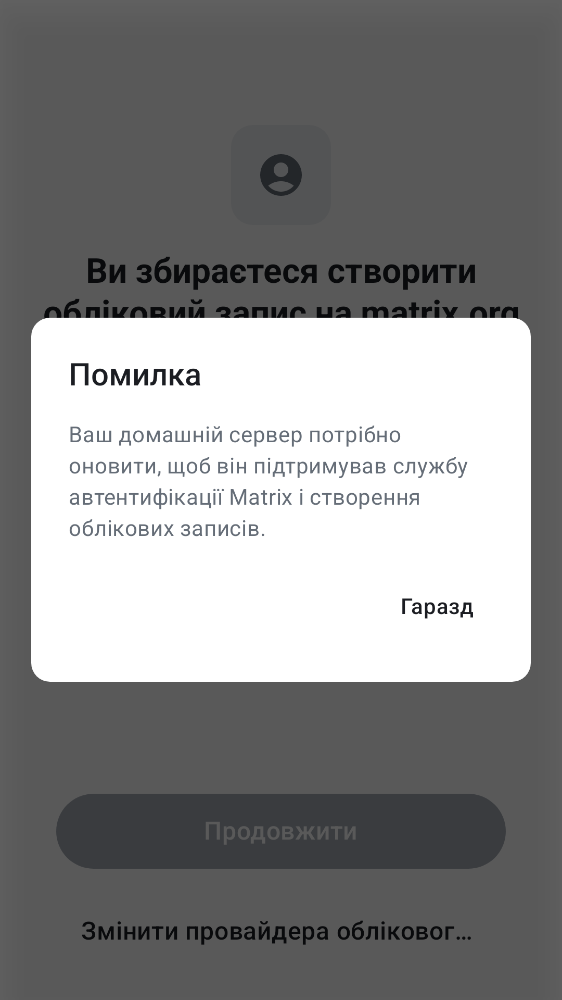 Ви збираєтеся створити
обліковий запис на matrix.org
Помилка
Ваш домашній сервер потрібно
оновити, щоб він підтримував службу
автентифікації Matrix і створення
облікових записів.
Гаразд
Продовжити
Змінити провайдера обліковог…